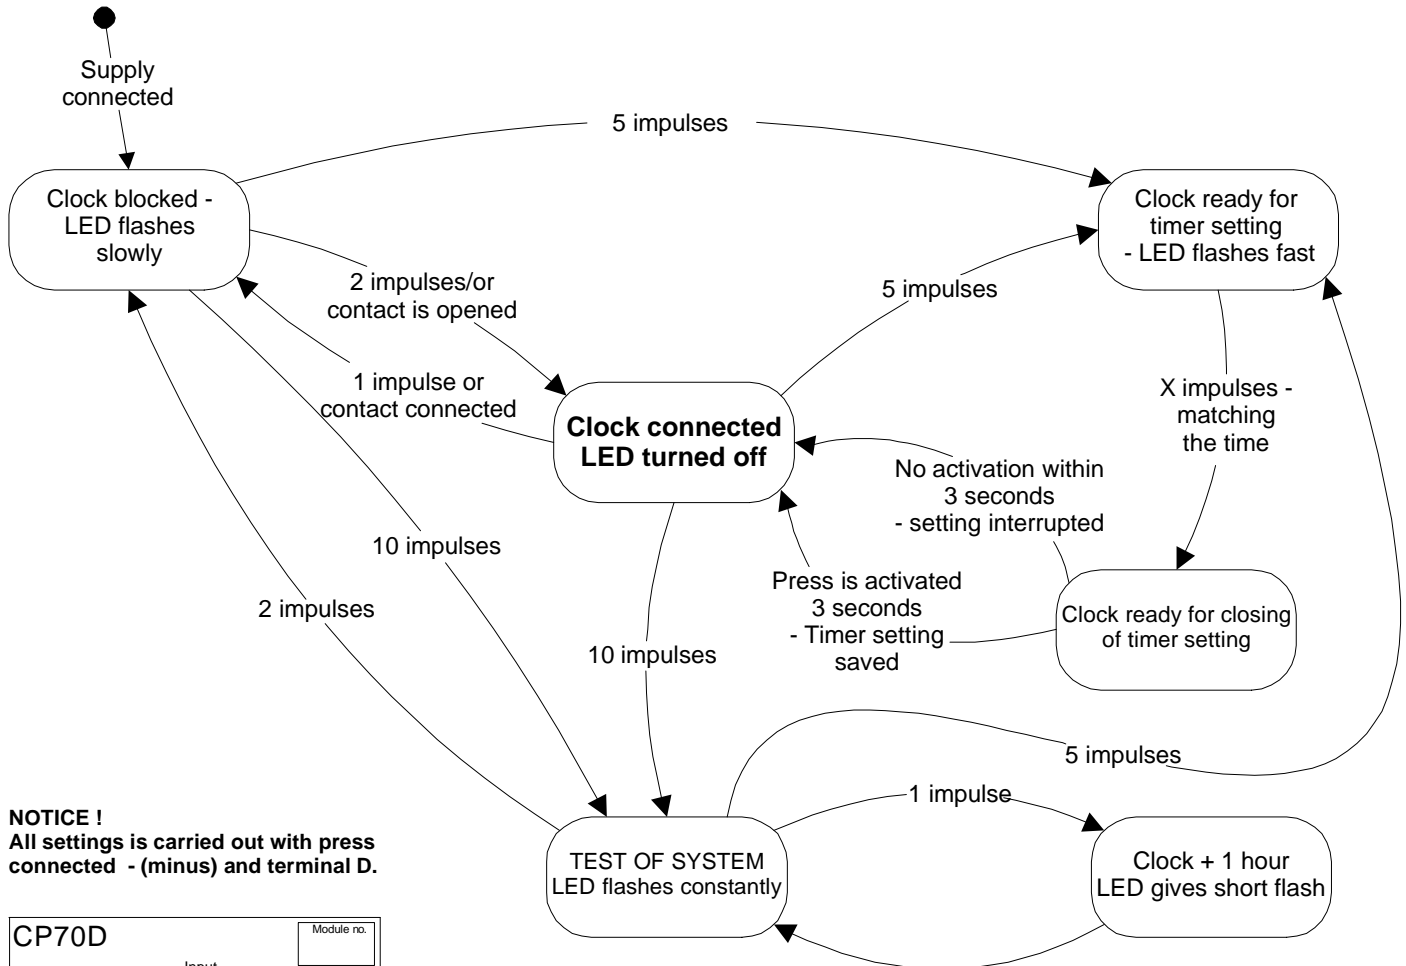 Supply
connected
5 impulses
Clock blocked -
LED flashes
slowly
Clock ready for
timer setting
- LED flashes fast
2 impulses/or
contact is opened
5 impulses
1 impulse or
contact connected
X impulses -
matching
the time
Clock connected
LED turned off
No activation within
3 seconds
- setting interrupted
10 impulses
Press is activated
3 seconds
- Timer setting
saved
2 impulses
Clock ready for closing
of timer setting
10 impulses
5 impulses
1 impulse
NOTICE !
All settings is carried out with press
connected - (minus) and terminal D.
TEST OF SYSTEM
LED flashes constantly
Clock + 1 hour
LED gives short flash
CP70D
Module no.
Input